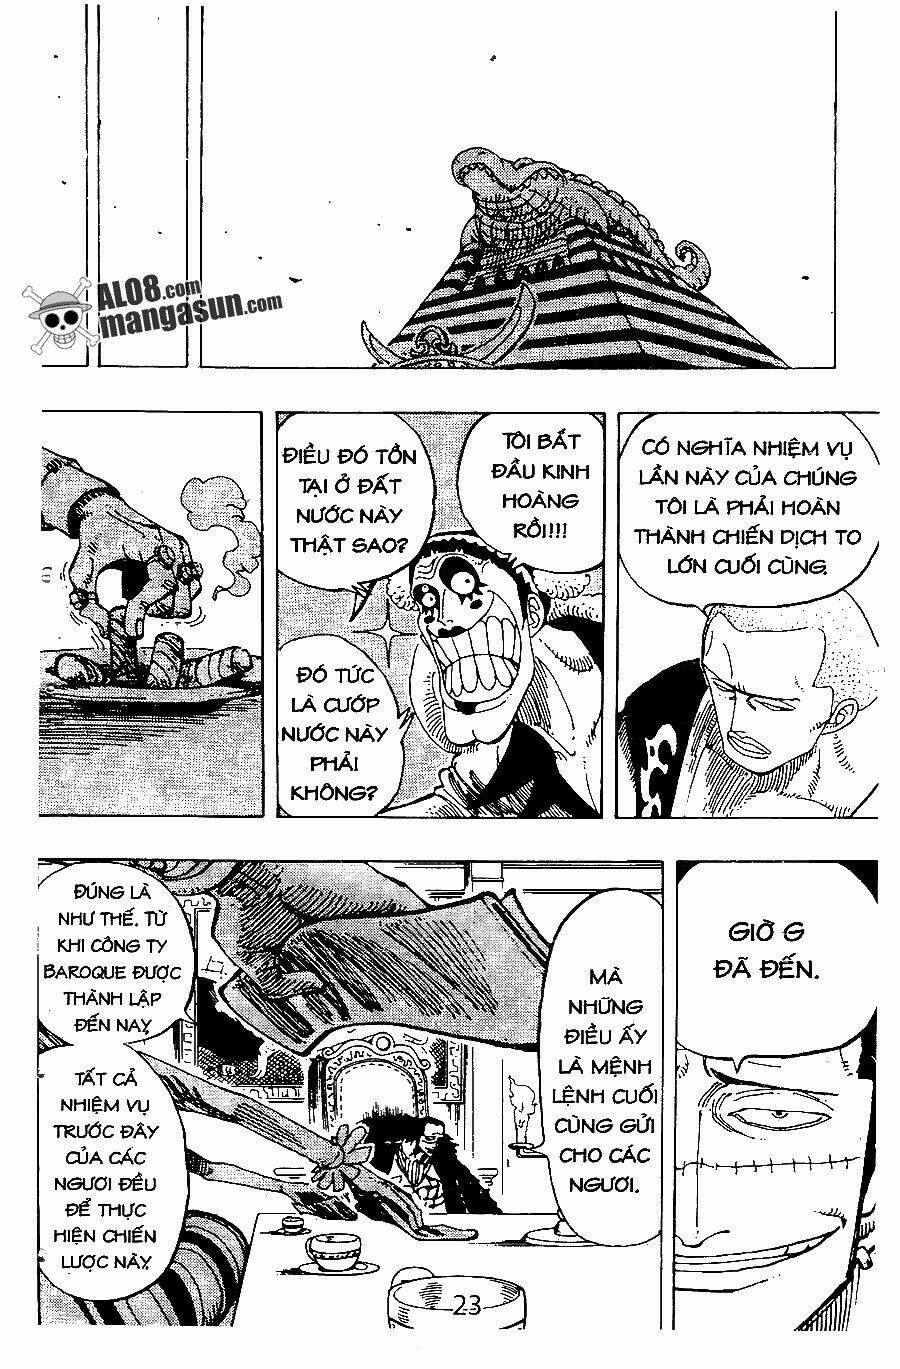 AL08.com
mangasun.com
CÓ NGHĨA NHIỆM VỤ
LẦN NÀY CỦA CHÚNG
TÔI LÀ PHẢI HOÀN
THÀNH CHIẾN DỊCH TO
LỚN CUỐI CÙNG.
TÔI BẮT
ĐẦU KINH
HOÀNG
RỒI!!!
ĐIỀU ĐÓ TỒN
TẠI Ở ĐẤT
NƯỚC NÀY
THẬT SAO?
ĐÓ TỨC
LÀ CƯỚP
NƯỚC NÀY
PHẢI
KHÔNG?
GIỜ G
ĐÃ ĐẾN.
MÀ
NHỮNG
ĐIỀU ẤY
LÀ MỆNH
LỆNH CUỐI
CÙNG GỬI
CHO CÁC
NGƯƠI.
ĐÚNG LÀ
NHƯ THẾ. TỪ
KHI CÔNG TY
BAROQUE ĐƯỢC
THÀNH LẬP
ĐẾN NAY,
TẤT CẢ
NHIỆM VỤ
TRƯỚC ĐÂY
CỦA CÁC
NGƯƠI ĐỀU
ĐỂ THỰC
HIỆN CHIẾN
LƯỢC NÀY.
23